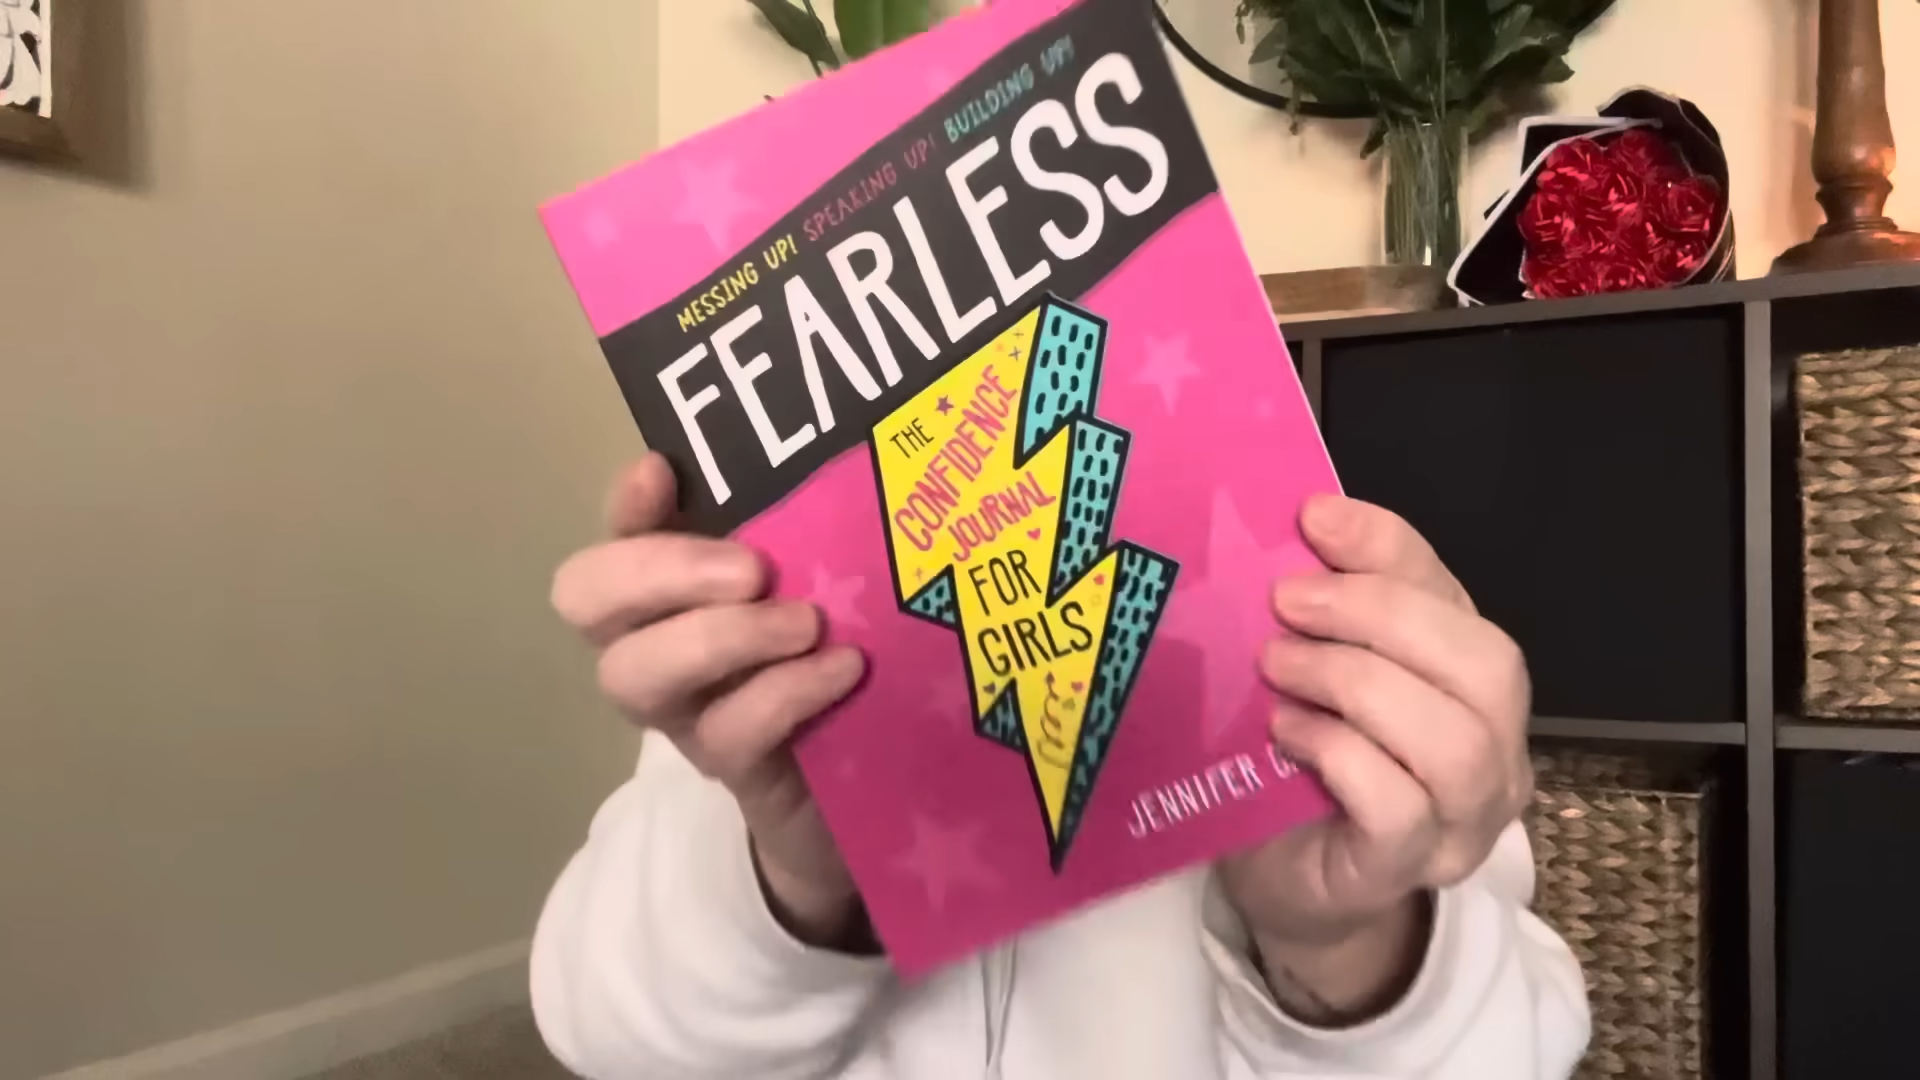 MESSING UP! SPEAKING UP! BUILDING UP!
FEARLESS
THE
CONFIDENCE
JOURNAL
FOR
GIRLS
JENNIFER